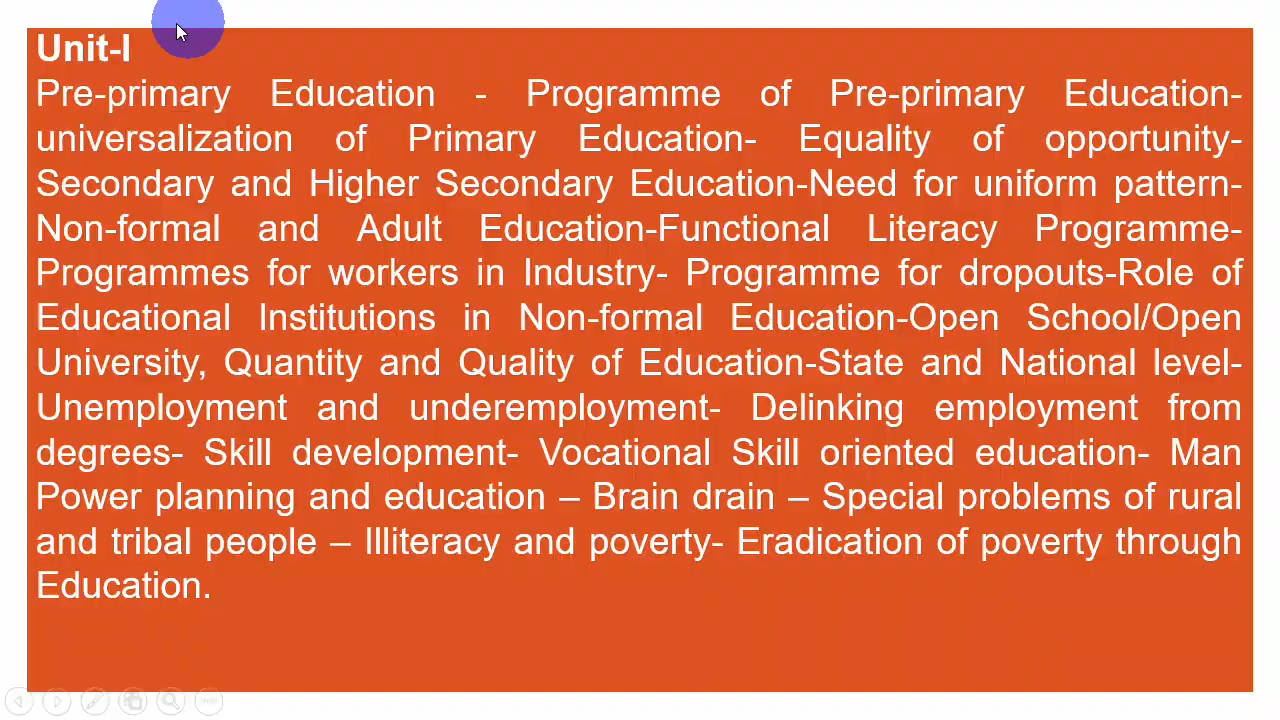 Unit-I
Pre-primary Education - Programme of Pre-primary Education-
universalization of Primary Education- Equality of opportunity-
Secondary and Higher Secondary Education-Need for uniform pattern-
Non-formal and Adult Education-Functional Literacy Programme-
Programmes for workers in Industry- Programme for dropouts-Role of
Educational Institutions in Non-formal Education-Open School/Open
University, Quantity and Quality of Education-State and National level-
Unemployment and underemployment- Delinking employment from
degrees- Skill development- Vocational Skill oriented education- Man
Power planning and education – Brain drain – Special problems of rural
and tribal people – Illiteracy and poverty- Eradication of poverty through
Education.